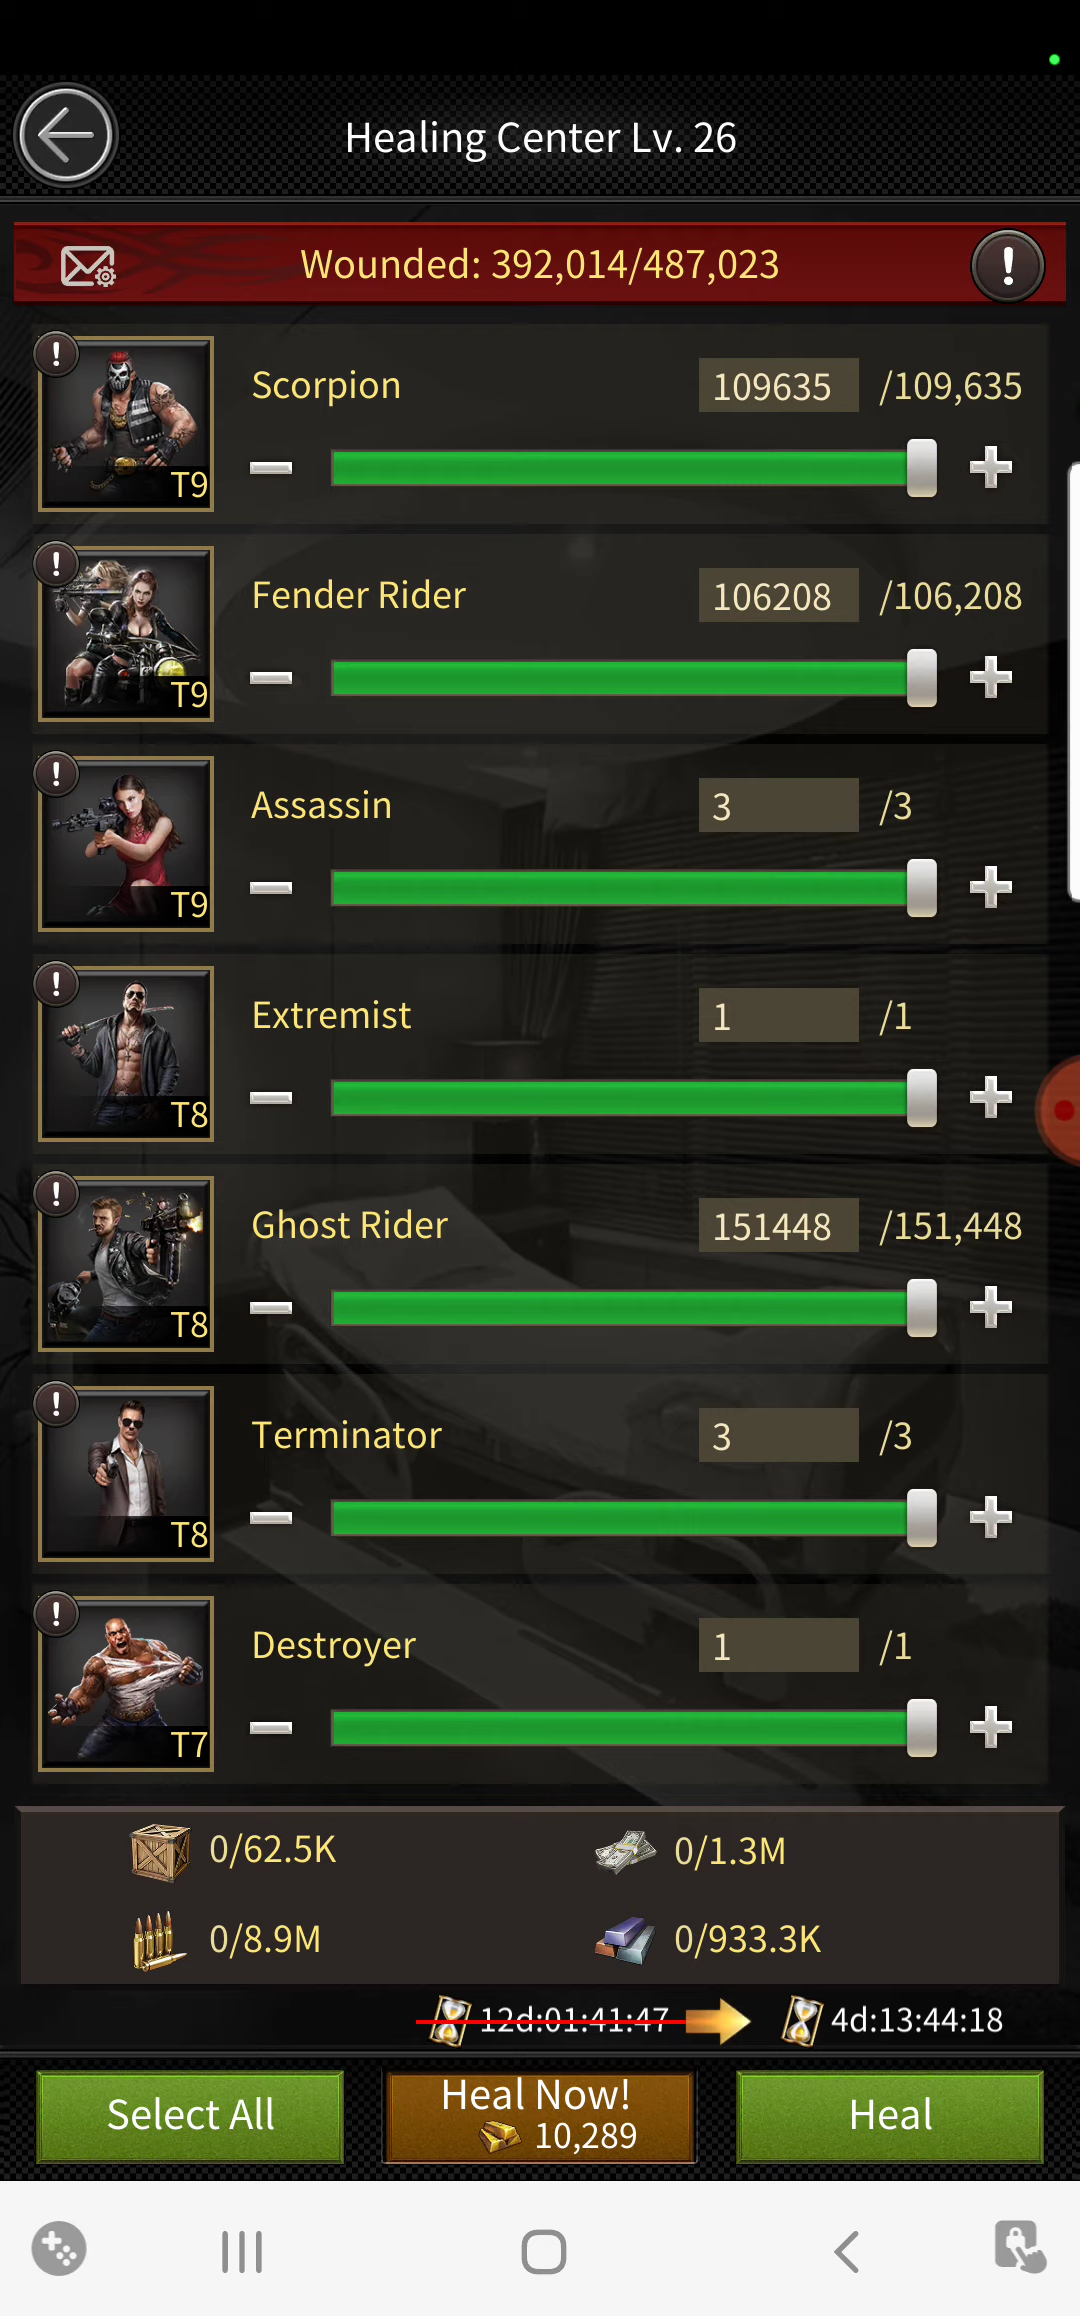 Healing Center Lv. 26
Wounded: 392,014/487,023
Scorpion 109635 /109,635
T9
Fender Rider 106208 /106,208
T9
Assassin 3 /3
T9
Extremist 1 /1
T8
Ghost Rider 151448 /151,448
T8
Terminator 3 /3
T8
Destroyer 1 /1
T7
0/62.5K 0/1.3M
0/8.9M 0/933.3K
12d:01:41:47 4d:13:44:18
Select All Heal Now! Heal
10,289